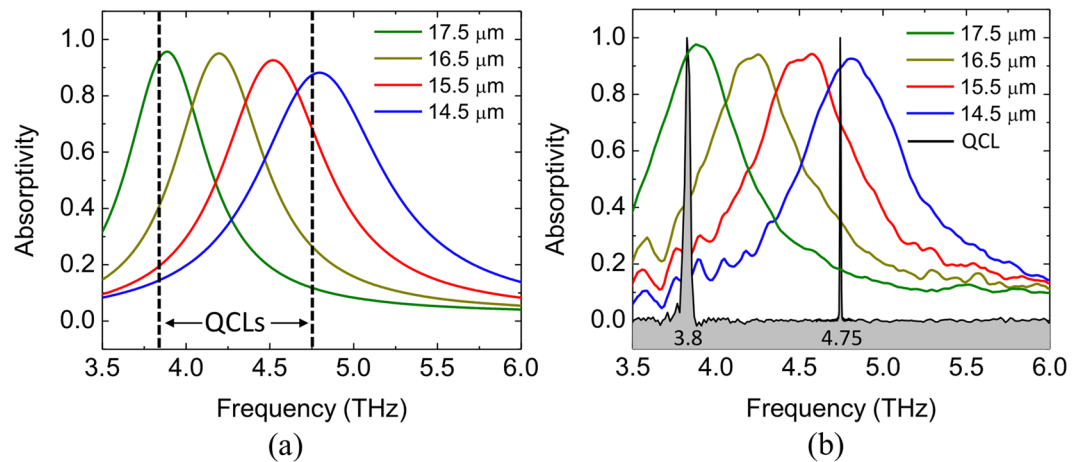 1.0
0.8
0.6
0.4
0.2
0.0
Absorptivity
17.5 μm
16.5 μm
15.5 μm
14.5 μm
QCLs
3.5 4.0 4.5 5.0 5.5 6.0
Frequency (THz)
(a)
1.0
0.8
0.6
0.4
0.2
0.0
Absorptivity
17.5 μm
16.5 μm
15.5 μm
14.5 μm
QCL
3.8 4.75
3.5 4.0 4.5 5.0 5.5 6.0
Frequency (THz)
(b)